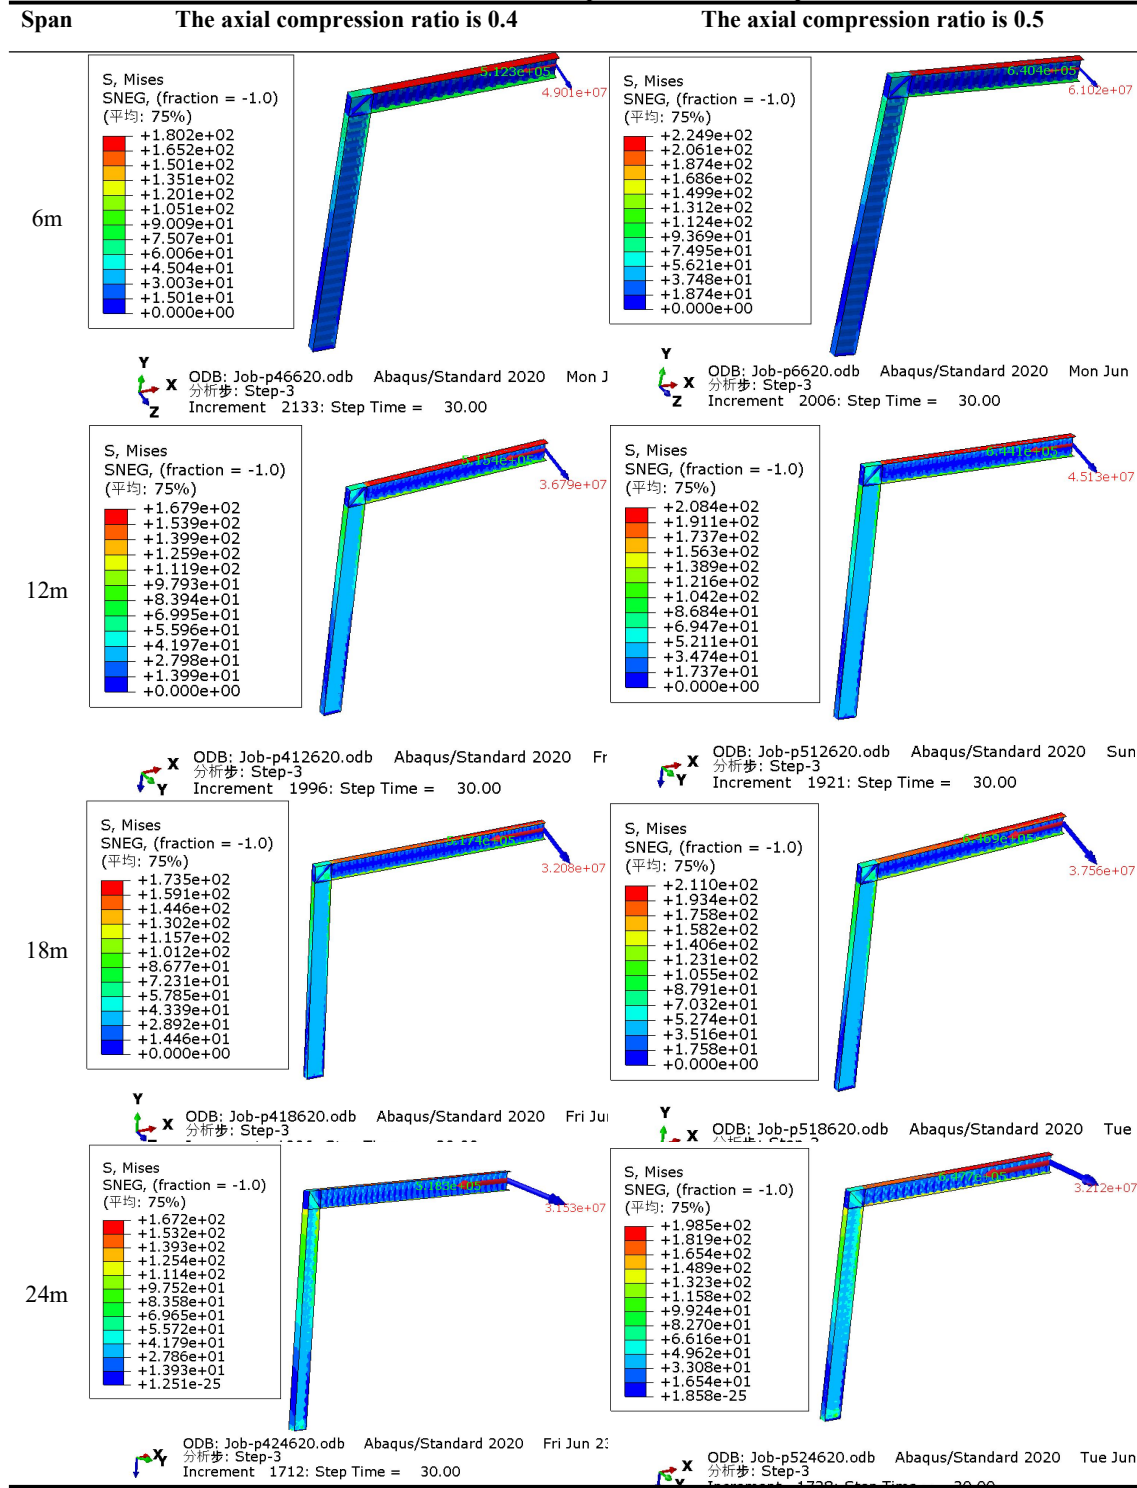 Span The axial compression ratio is 0.4 The axial compression ratio is 0.5
6m
S, Mises
SNEG, (fraction = -1.0)
(平均: 75%)
+1.802e+02
+1.652e+02
+1.501e+02
+1.351e+02
+1.201e+02
+1.051e+02
+9.009e+01
+7.507e+01
+6.006e+01
+4.504e+01
+3.003e+01
+1.501e+01
+0.000e+00
5.123e+05
4.901e+07
Y
X
Z
ODB: Job-p46620.odb Abaqus/Standard 2020 Mon J
分析步: Step-3
Increment 2133: Step Time = 30.00
S, Mises
SNEG, (fraction = -1.0)
(平均: 75%)
+2.249e+02
+2.061e+02
+1.874e+02
+1.686e+02
+1.499e+02
+1.312e+02
+1.124e+02
+9.369e+01
+7.495e+01
+5.621e+01
+3.748e+01
+1.874e+01
+0.000e+00
6.404e+05
6.102e+07
Y
X
Z
ODB: Job-p6620.odb Abaqus/Standard 2020 Mon Jun
分析步: Step-3
Increment 2006: Step Time = 30.00
12m
S, Mises
SNEG, (fraction = -1.0)
(平均: 75%)
+1.679e+02
+1.539e+02
+1.399e+02
+1.259e+02
+1.119e+02
+9.793e+01
+8.394e+01
+6.995e+01
+5.596e+01
+4.197e+01
+2.798e+01
+1.399e+01
+0.000e+00
5.154e+05
3.679e+07
X
Y
ODB: Job-p412620.odb Abaqus/Standard 2020 Fr
分析步: Step-3
Increment 1996: Step Time = 30.00
S, Mises
SNEG, (fraction = -1.0)
(平均: 75%)
+2.084e+02
+1.911e+02
+1.737e+02
+1.563e+02
+1.389e+02
+1.216e+02
+1.042e+02
+8.684e+01
+6.947e+01
+5.211e+01
+3.474e+01
+1.737e+01
+0.000e+00
6.441e+05
4.513e+07
X
Y
ODB: Job-p512620.odb Abaqus/Standard 2020 Sun
分析步: Step-3
Increment 1921: Step Time = 30.00
18m
S, Mises
SNEG, (fraction = -1.0)
(平均: 75%)
+1.735e+02
+1.591e+02
+1.446e+02
+1.302e+02
+1.157e+02
+1.012e+02
+8.677e+01
+7.231e+01
+5.785e+01
+4.339e+01
+2.892e+01
+1.446e+01
+0.000e+00
5.174e+05
3.208e+07
Y
X
ODB: Job-p418620.odb Abaqus/Standard 2020 Fri Ju
分析步: Step-3
S, Mises
SNEG, (fraction = -1.0)
(平均: 75%)
+2.110e+02
+1.934e+02
+1.758e+02
+1.582e+02
+1.406e+02
+1.231e+02
+1.055e+02
+8.791e+01
+7.032e+01
+5.274e+01
+3.516e+01
+1.758e+01
+0.000e+00
6.469e+05
3.756e+07
Y
X
ODB: Job-p518620.odb Abaqus/Standard 2020 Tue
分析步: Step-3
24m
S, Mises
SNEG, (fraction = -1.0)
(平均: 75%)
+1.672e+02
+1.532e+02
+1.393e+02
+1.254e+02
+1.114e+02
+9.752e+01
+8.358e+01
+6.965e+01
+5.572e+01
+4.179e+01
+2.786e+01
+1.393e+01
+1.251e-25
5.183e+05
3.153e+07
X
Y
ODB: Job-p424620.odb Abaqus/Standard 2020 Fri Jun 23
分析步: Step-3
Increment 1712: Step Time = 30.00
S, Mises
SNEG, (fraction = -1.0)
(平均: 75%)
+1.985e+02
+1.819e+02
+1.654e+02
+1.489e+02
+1.323e+02
+1.158e+02
+9.924e+01
+8.270e+01
+6.616e+01
+4.962e+01
+3.308e+01
+1.654e+01
+1.858e-25
6.477e+05
3.212e+07
X
Y
ODB: Job-p524620.odb Abaqus/Standard 2020 Tue Jun
分析步: Step-3